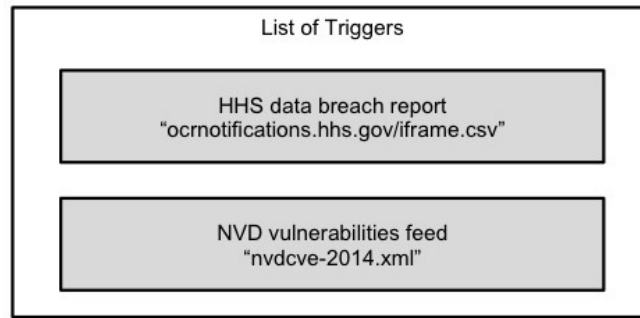 List of Triggers
HHS data breach report
“ocrnotifications.hhs.gov/iframe.csv”
NVD vulnerabilities feed
“nvdcve-2014.xml”